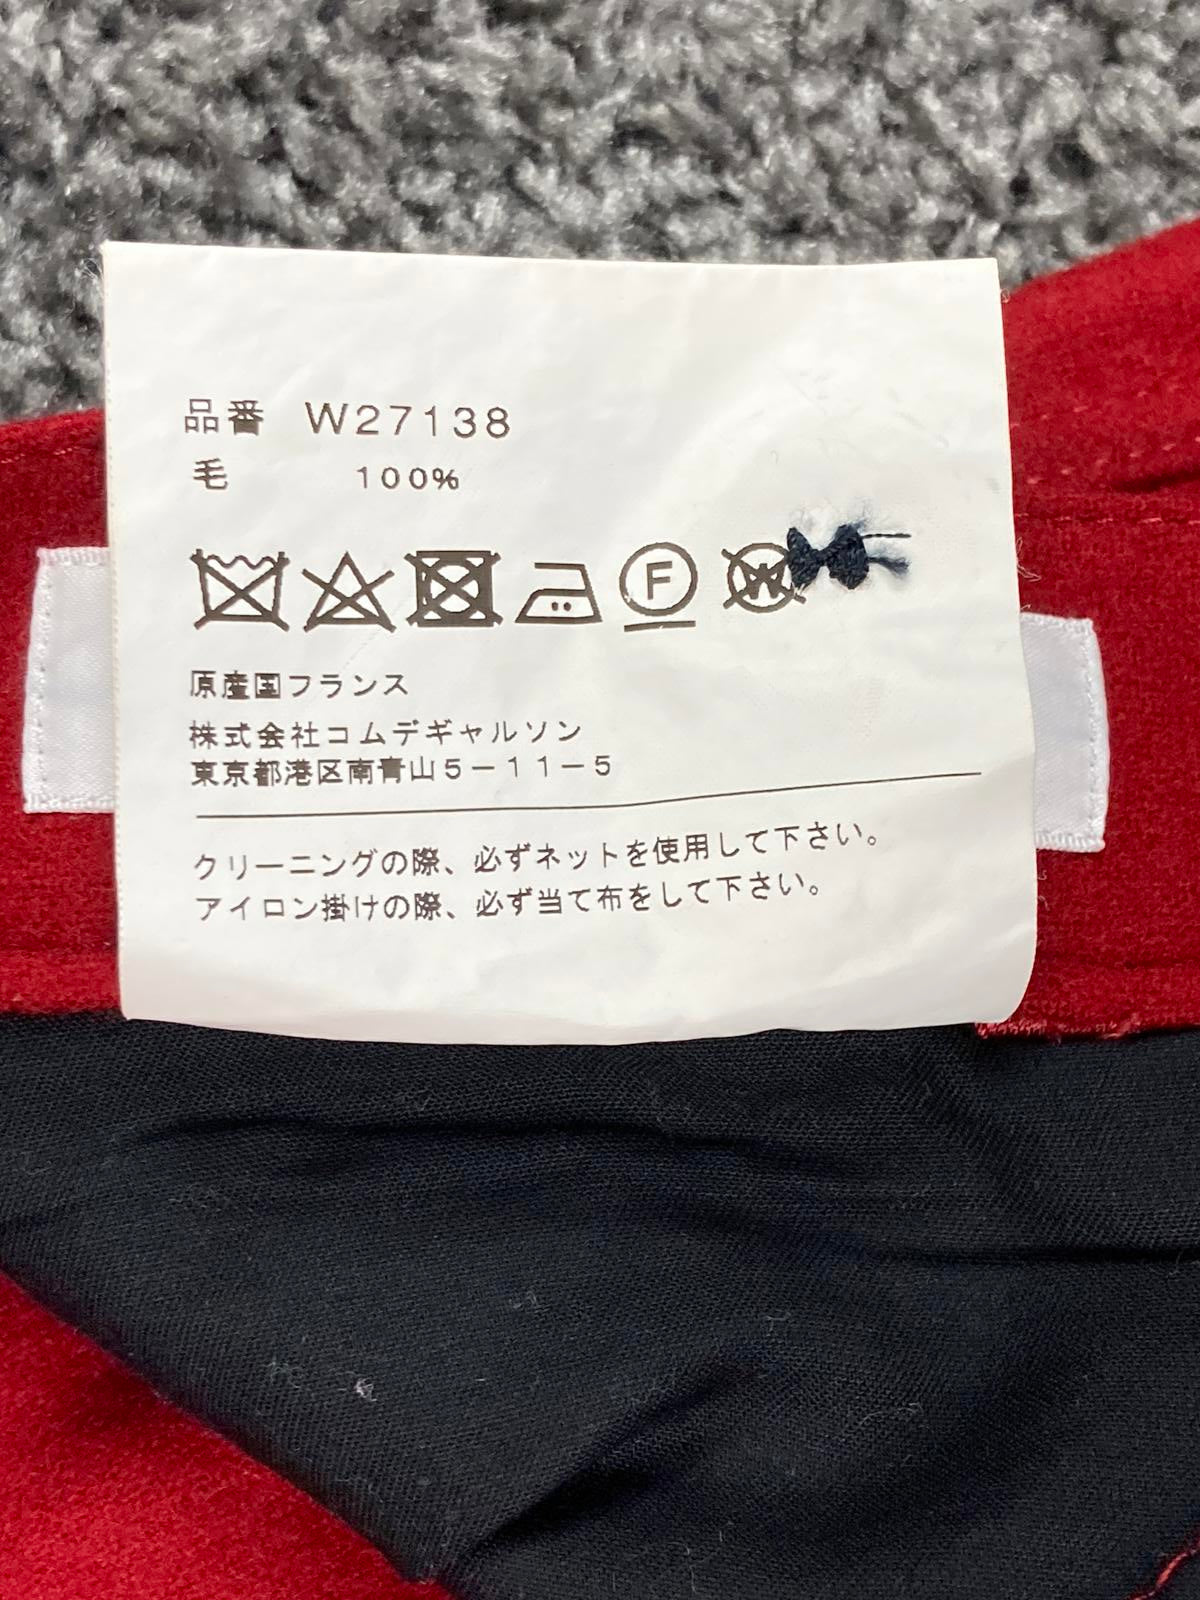 品番 W27138
毛 100%
F W
原産国フランス
株式会社コムデギャルソン
東京都港区南青山5－11－5
クリーニングの際、必ずネットを使用して下さい。
アイロン掛けの際、必ず当て布をして下さい。